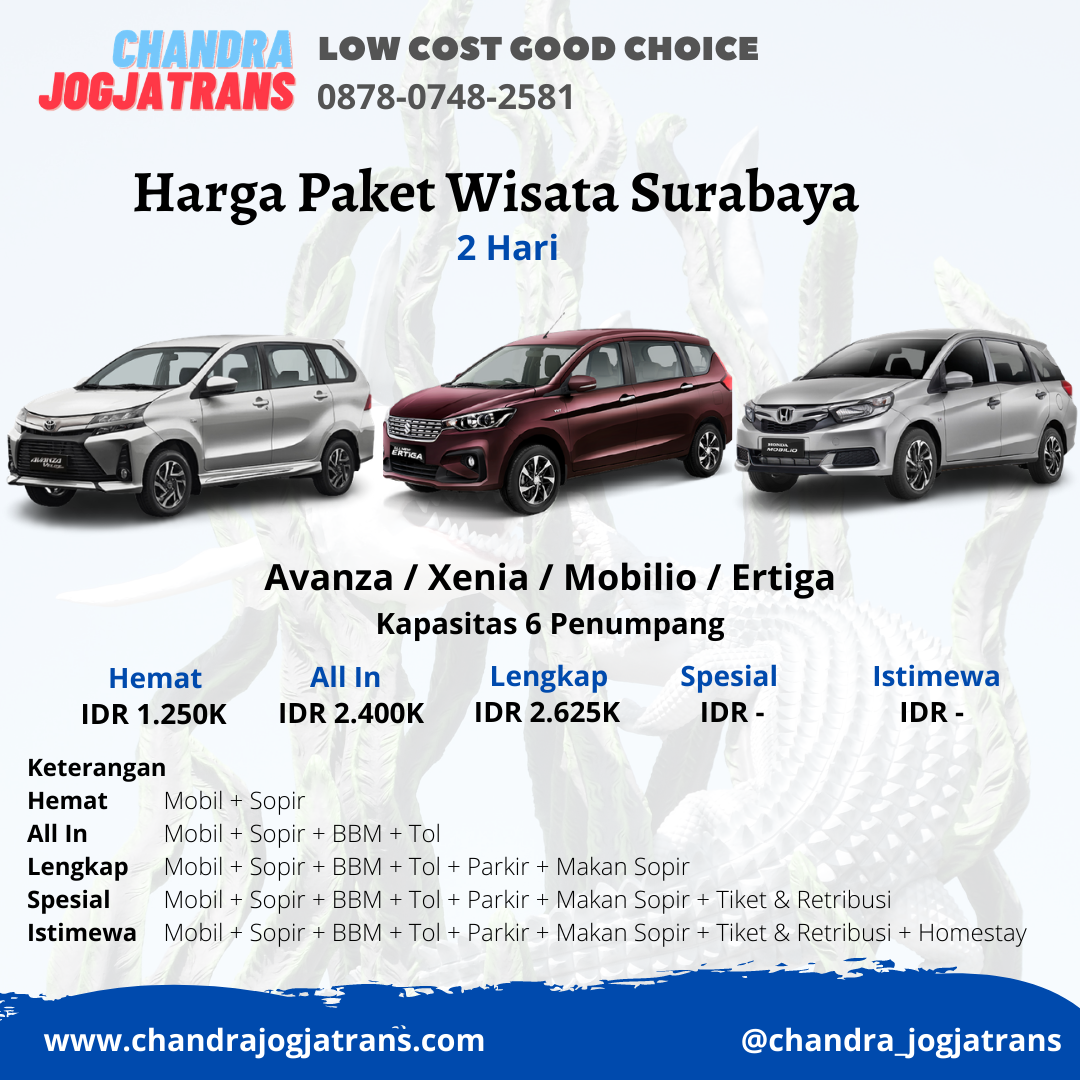 CHANDRA
JOGJATRANS
LOW COST GOOD CHOICE
0878-0748-2581
Harga Paket Wisata Surabaya
2 Hari
AVANZA
ERTIGA
HONDA
MOBILIO
Avanza / Xenia / Mobilio / Ertiga
Kapasitas 6 Penumpang
Hemat All In Lengkap Spesial Istimewa
IDR 1.250K IDR 2.400K IDR 2.625K IDR - IDR -
Keterangan
Hemat Mobil + Sopir
All In Mobil + Sopir + BBM + Tol
Lengkap Mobil + Sopir + BBM + Tol + Parkir + Makan Sopir
Spesial Mobil + Sopir + BBM + Tol + Parkir + Makan Sopir + Tiket & Retribusi
Istimewa Mobil + Sopir + BBM + Tol + Parkir + Makan Sopir + Tiket & Retribusi + Homestay
www.chandrajogjatrans.com @chandra_jogjatrans